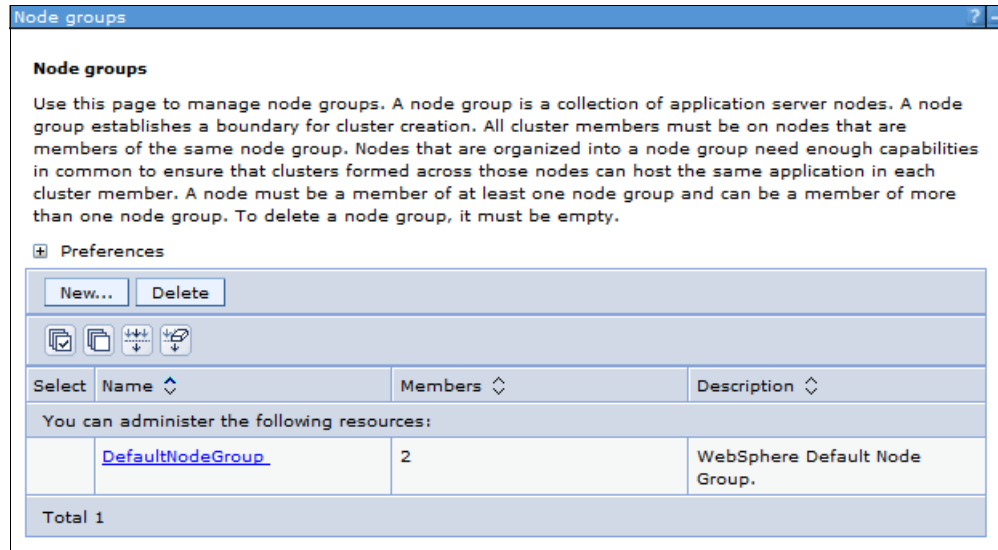 Node groups ? –
Node groups
Use this page to manage node groups. A node group is a collection of application server nodes. A node
group establishes a boundary for cluster creation. All cluster members must be on nodes that are
members of the same node group. Nodes that are organized into a node group need enough capabilities
in common to ensure that clusters formed across those nodes can host the same application in each
cluster member. A node must be a member of at least one node group and can be a member of more
than one node group. To delete a node group, it must be empty.
Preferences
New... Delete
Select Name Members Description
You can administer the following resources:
DefaultNodeGroup 2 WebSphere Default Node
Group.
Total 1